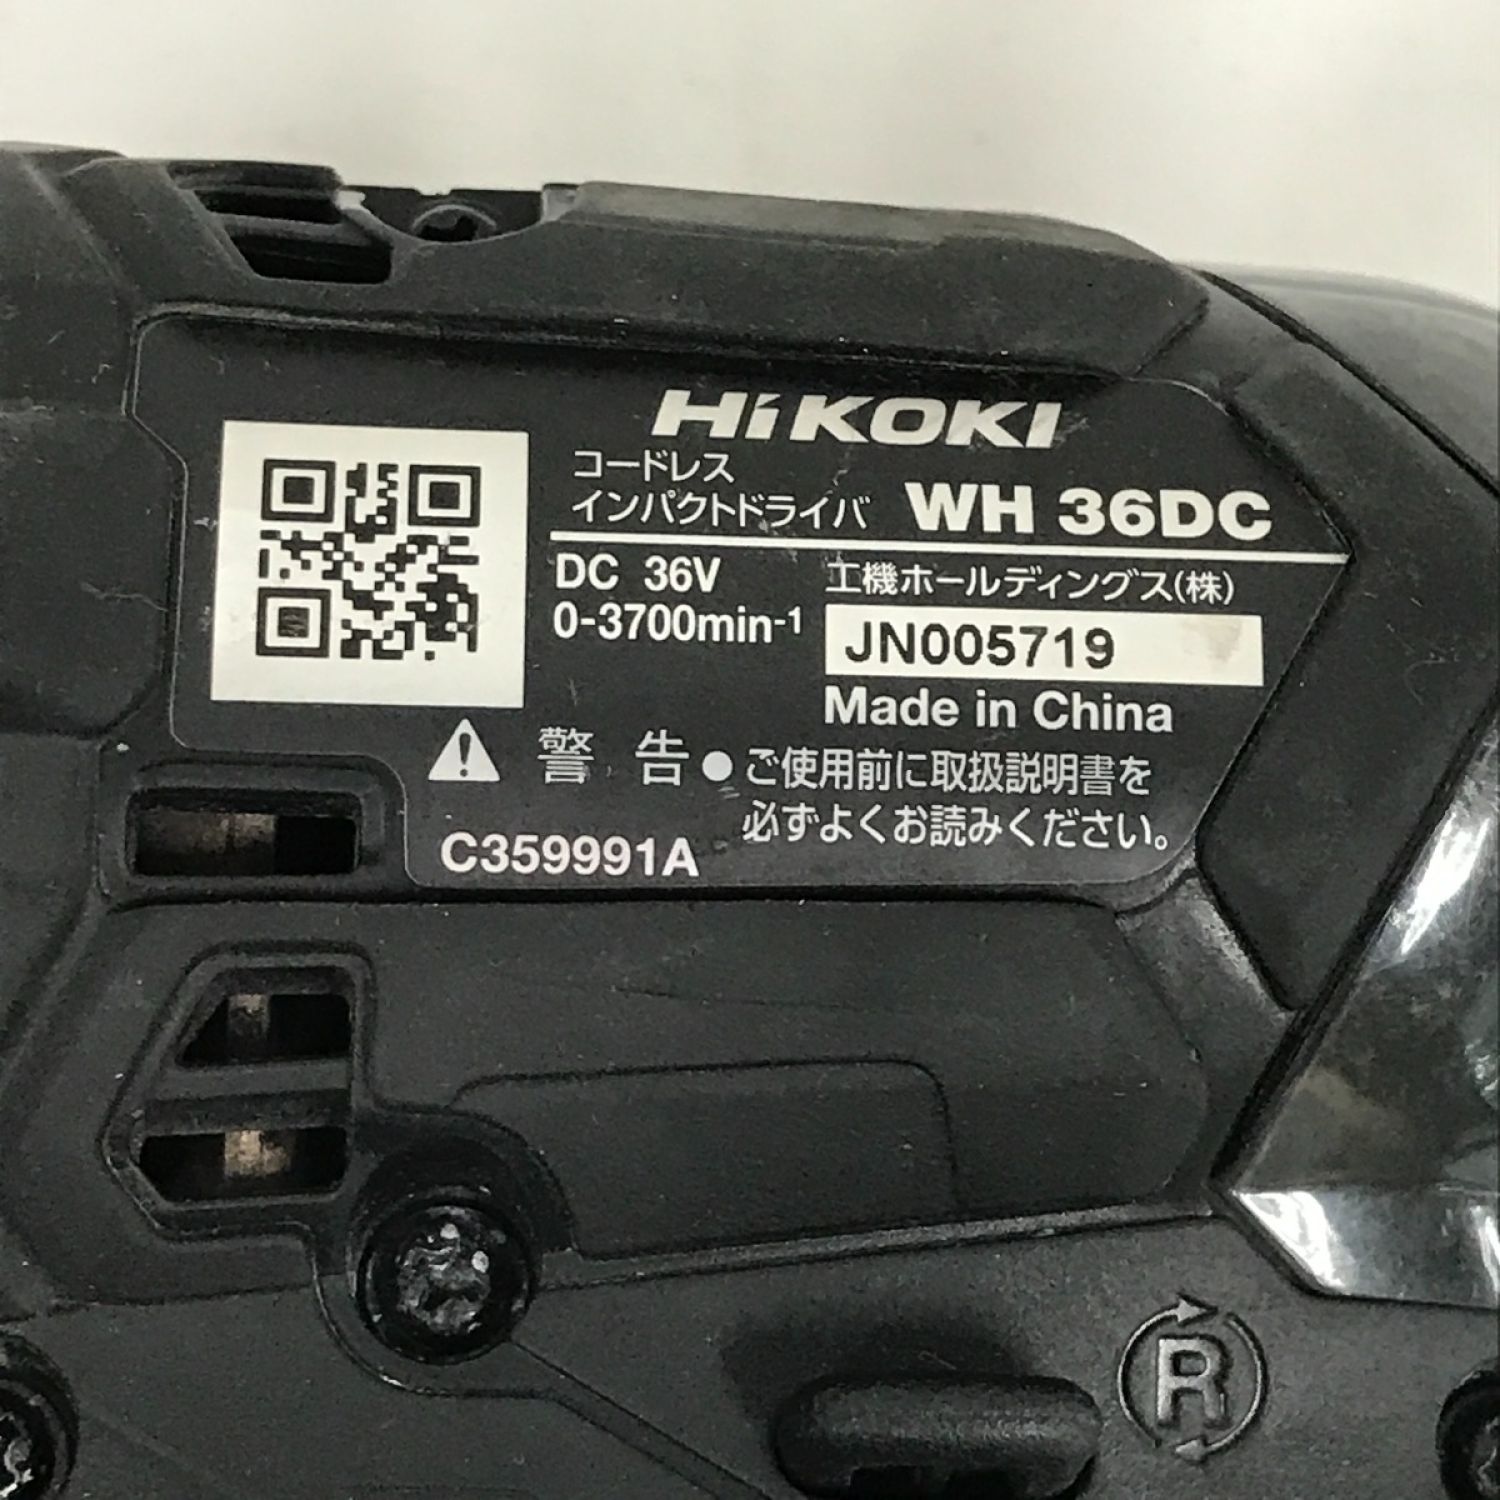 HiKOKI
コードレス
インパクトドライバ WH 36DC
DC 36V
0-3700min-1
工機ホールディングス(株)
JN005719
Made in China
⚠ 警告 ●ご使用前に取扱説明書を
必ずよくお読みください。
C359991A
R